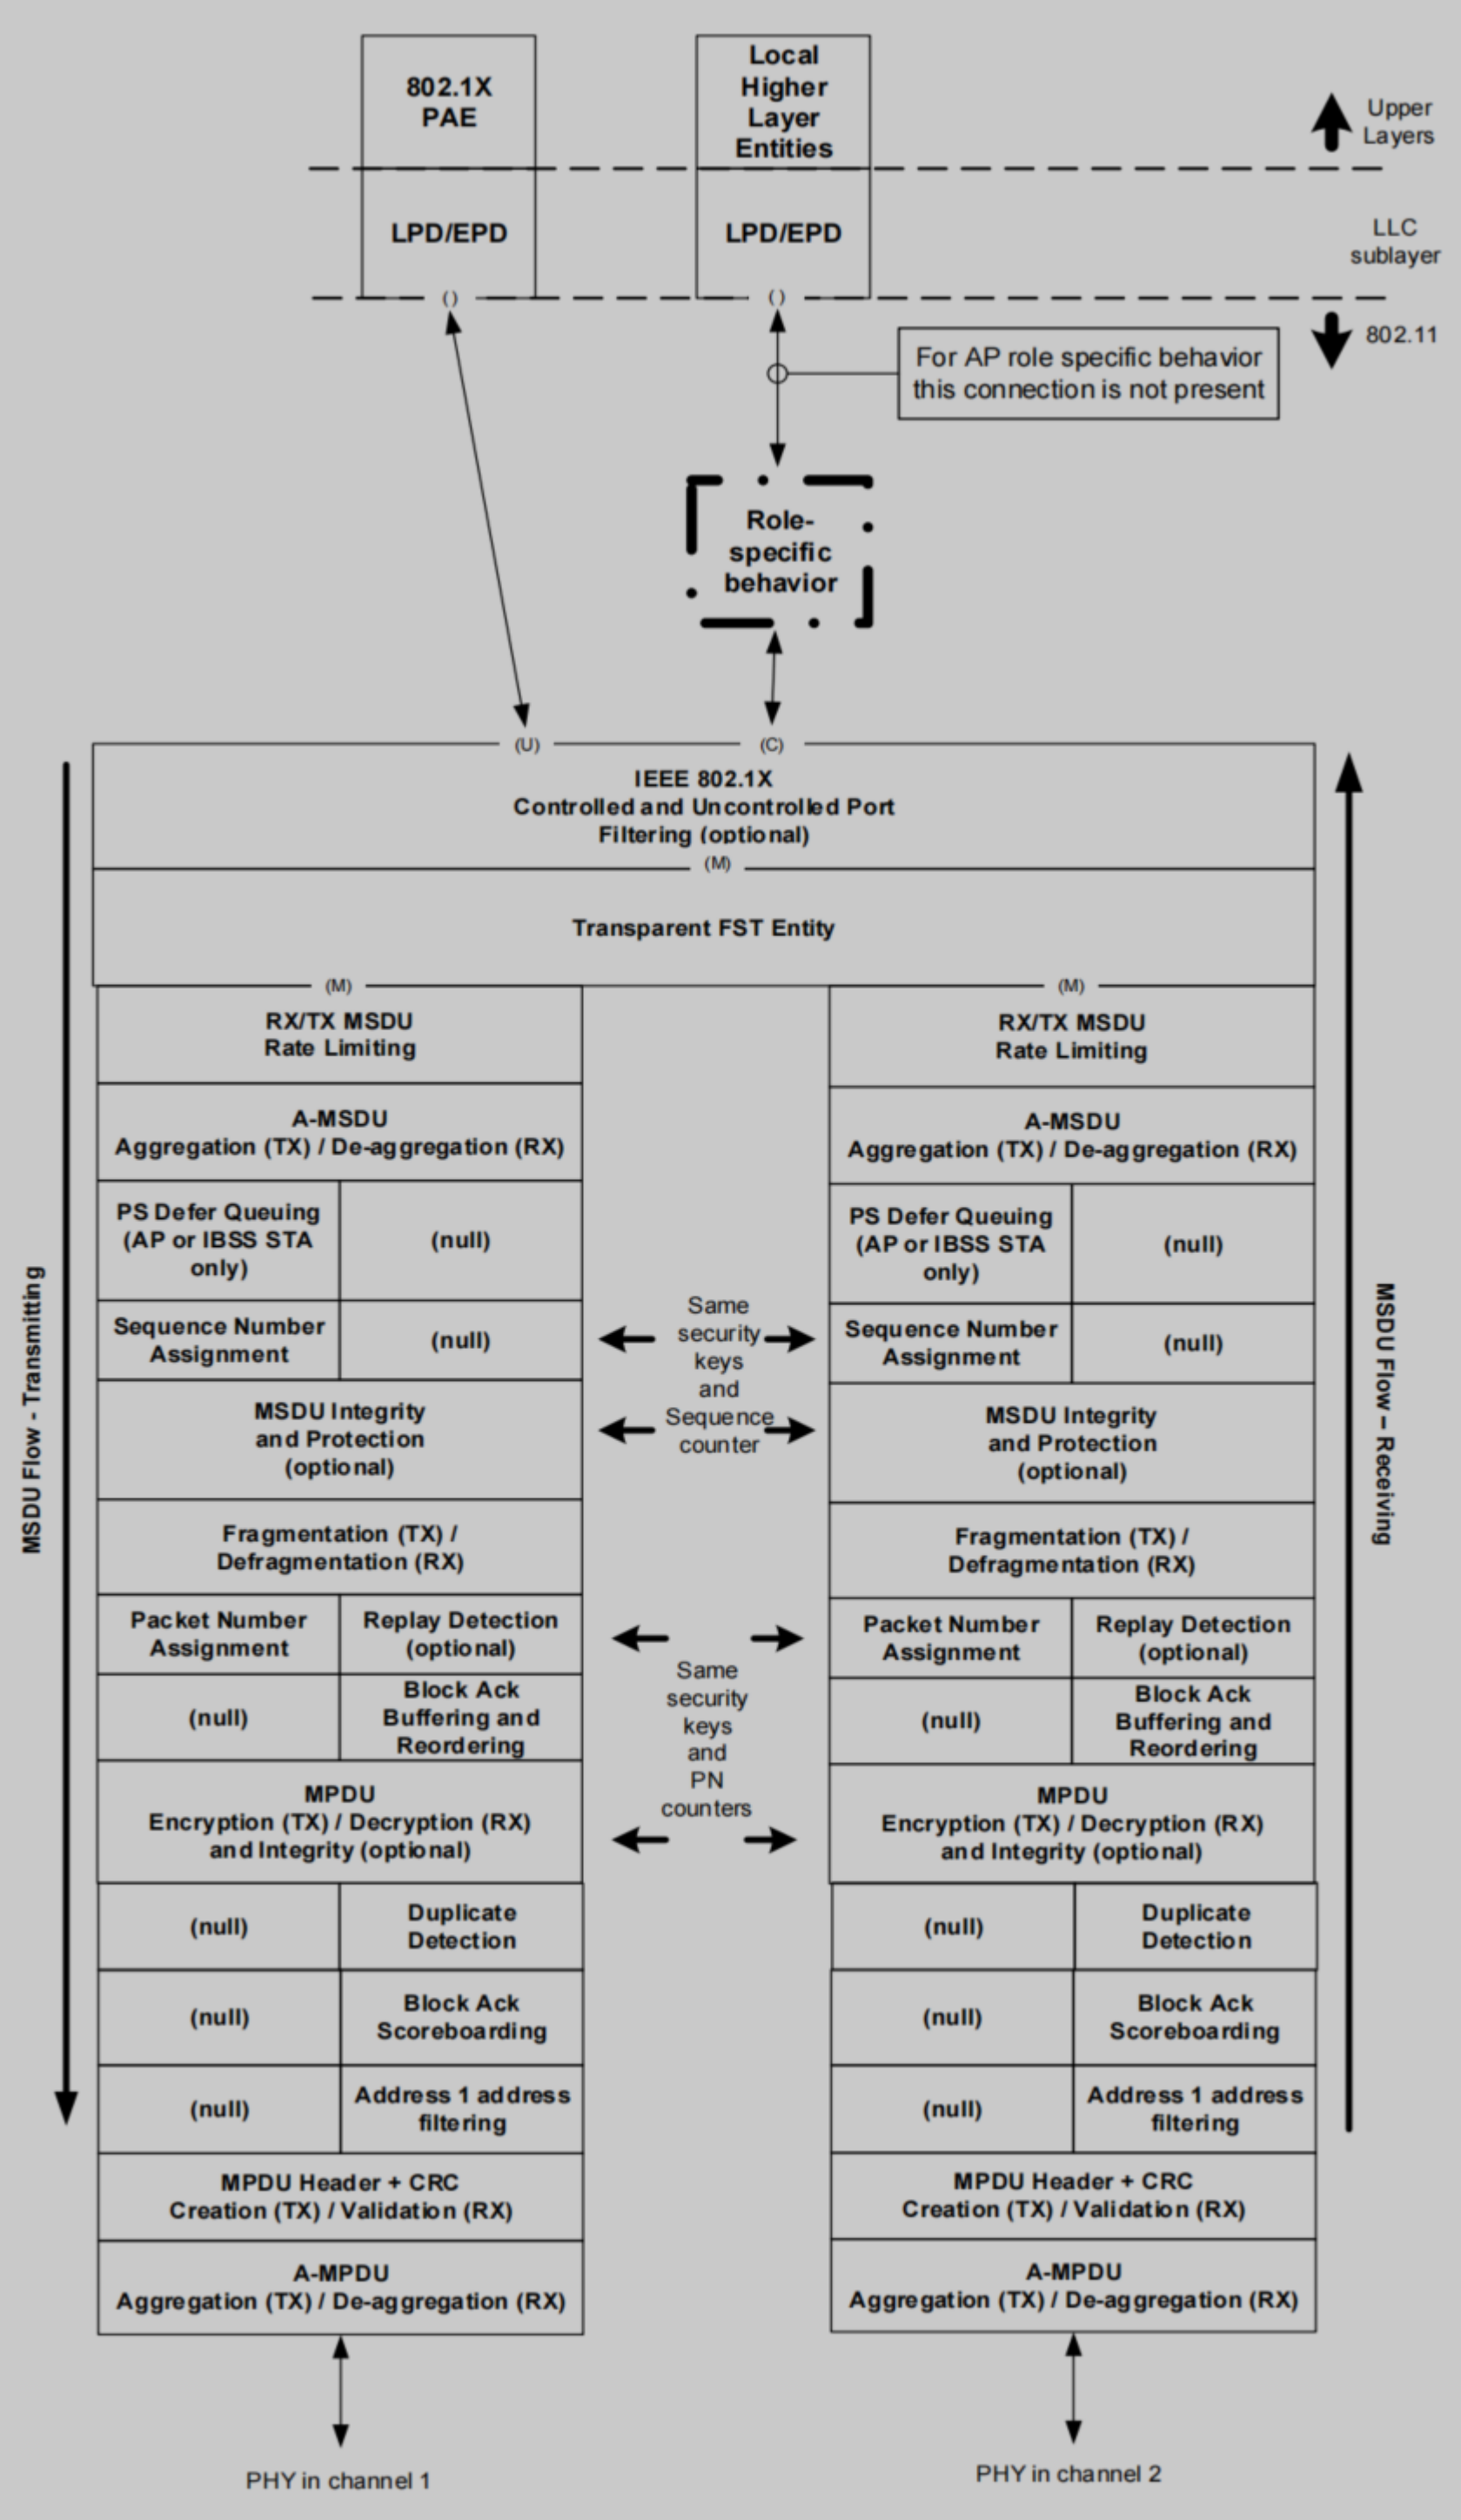 802.1X
PAE
Local
Higher
Layer
Entities
Upper
Layers
LPD/EPD
LPD/EPD
LLC
sublayer
( )
( )
802.11
For AP role specific behavior
this connection is not present
Role-
specific
behavior
(U)
(C)
IEEE 802.1X
Controlled and Uncontrolled Port
Filtering (optional)
(M)
Transparent FST Entity
MSDU Flow - Transmitting
(M)
RX/TX MSDU
Rate Limiting
A-MSDU
Aggregation (TX) / De-aggregation (RX)
PS Defer Queuing
(AP or IBSS STA
only)
(null)
Sequence Number
Assignment
(null)
MSDU Integrity
and Protection
(optional)
Fragmentation (TX) /
Defragmentation (RX)
Packet Number
Assignment
Replay Detection
(optional)
(null)
Block Ack
Buffering and
Reordering
MPDU
Encryption (TX) / Decryption (RX)
and Integrity (optional)
(null)
Duplicate
Detection
(null)
Block Ack
Scoreboarding
(null)
Address 1 address
filtering
MPDU Header + CRC
Creation (TX) / Validation (RX)
A-MPDU
Aggregation (TX) / De-aggregation (RX)
PHY in channel 1
Same
security
keys
and
Sequence
counter
Same
security
keys
and
PN
counters
(M)
RX/TX MSDU
Rate Limiting
A-MSDU
Aggregation (TX) / De-aggregation (RX)
PS Defer Queuing
(AP or IBSS STA
only)
(null)
Sequence Number
Assignment
(null)
MSDU Integrity
and Protection
(optional)
Fragmentation (TX) /
Defragmentation (RX)
Packet Number
Assignment
Replay Detection
(optional)
(null)
Block Ack
Buffering and
Reordering
MPDU
Encryption (TX) / Decryption (RX)
and Integrity (optional)
(null)
Duplicate
Detection
(null)
Block Ack
Scoreboarding
(null)
Address 1 address
filtering
MPDU Header + CRC
Creation (TX) / Validation (RX)
A-MPDU
Aggregation (TX) / De-aggregation (RX)
PHY in channel 2
MSDU Flow – Receiving